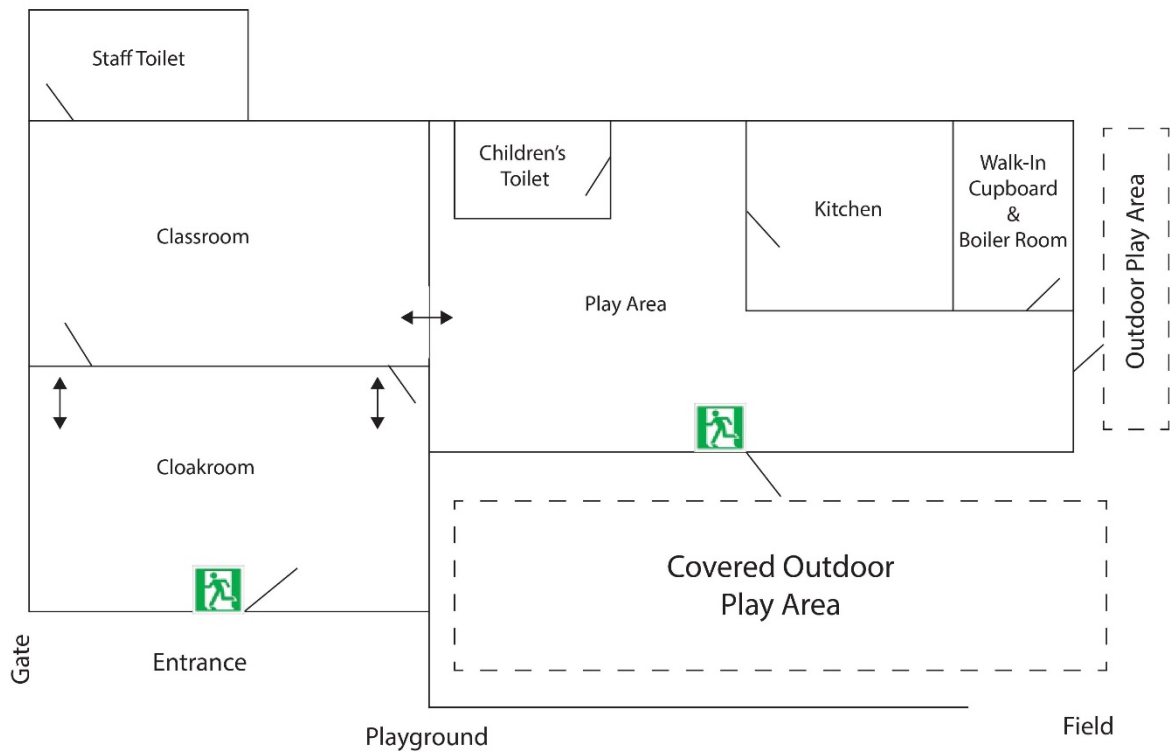 Staff Toilet
Children's
Toilet
Walk-In
Cupboard
&
Boiler Room
Kitchen
Classroom
Play Area
Outdoor Play Area
Cloakroom
Covered Outdoor
Play Area
Gate
Entrance
Playground
Field